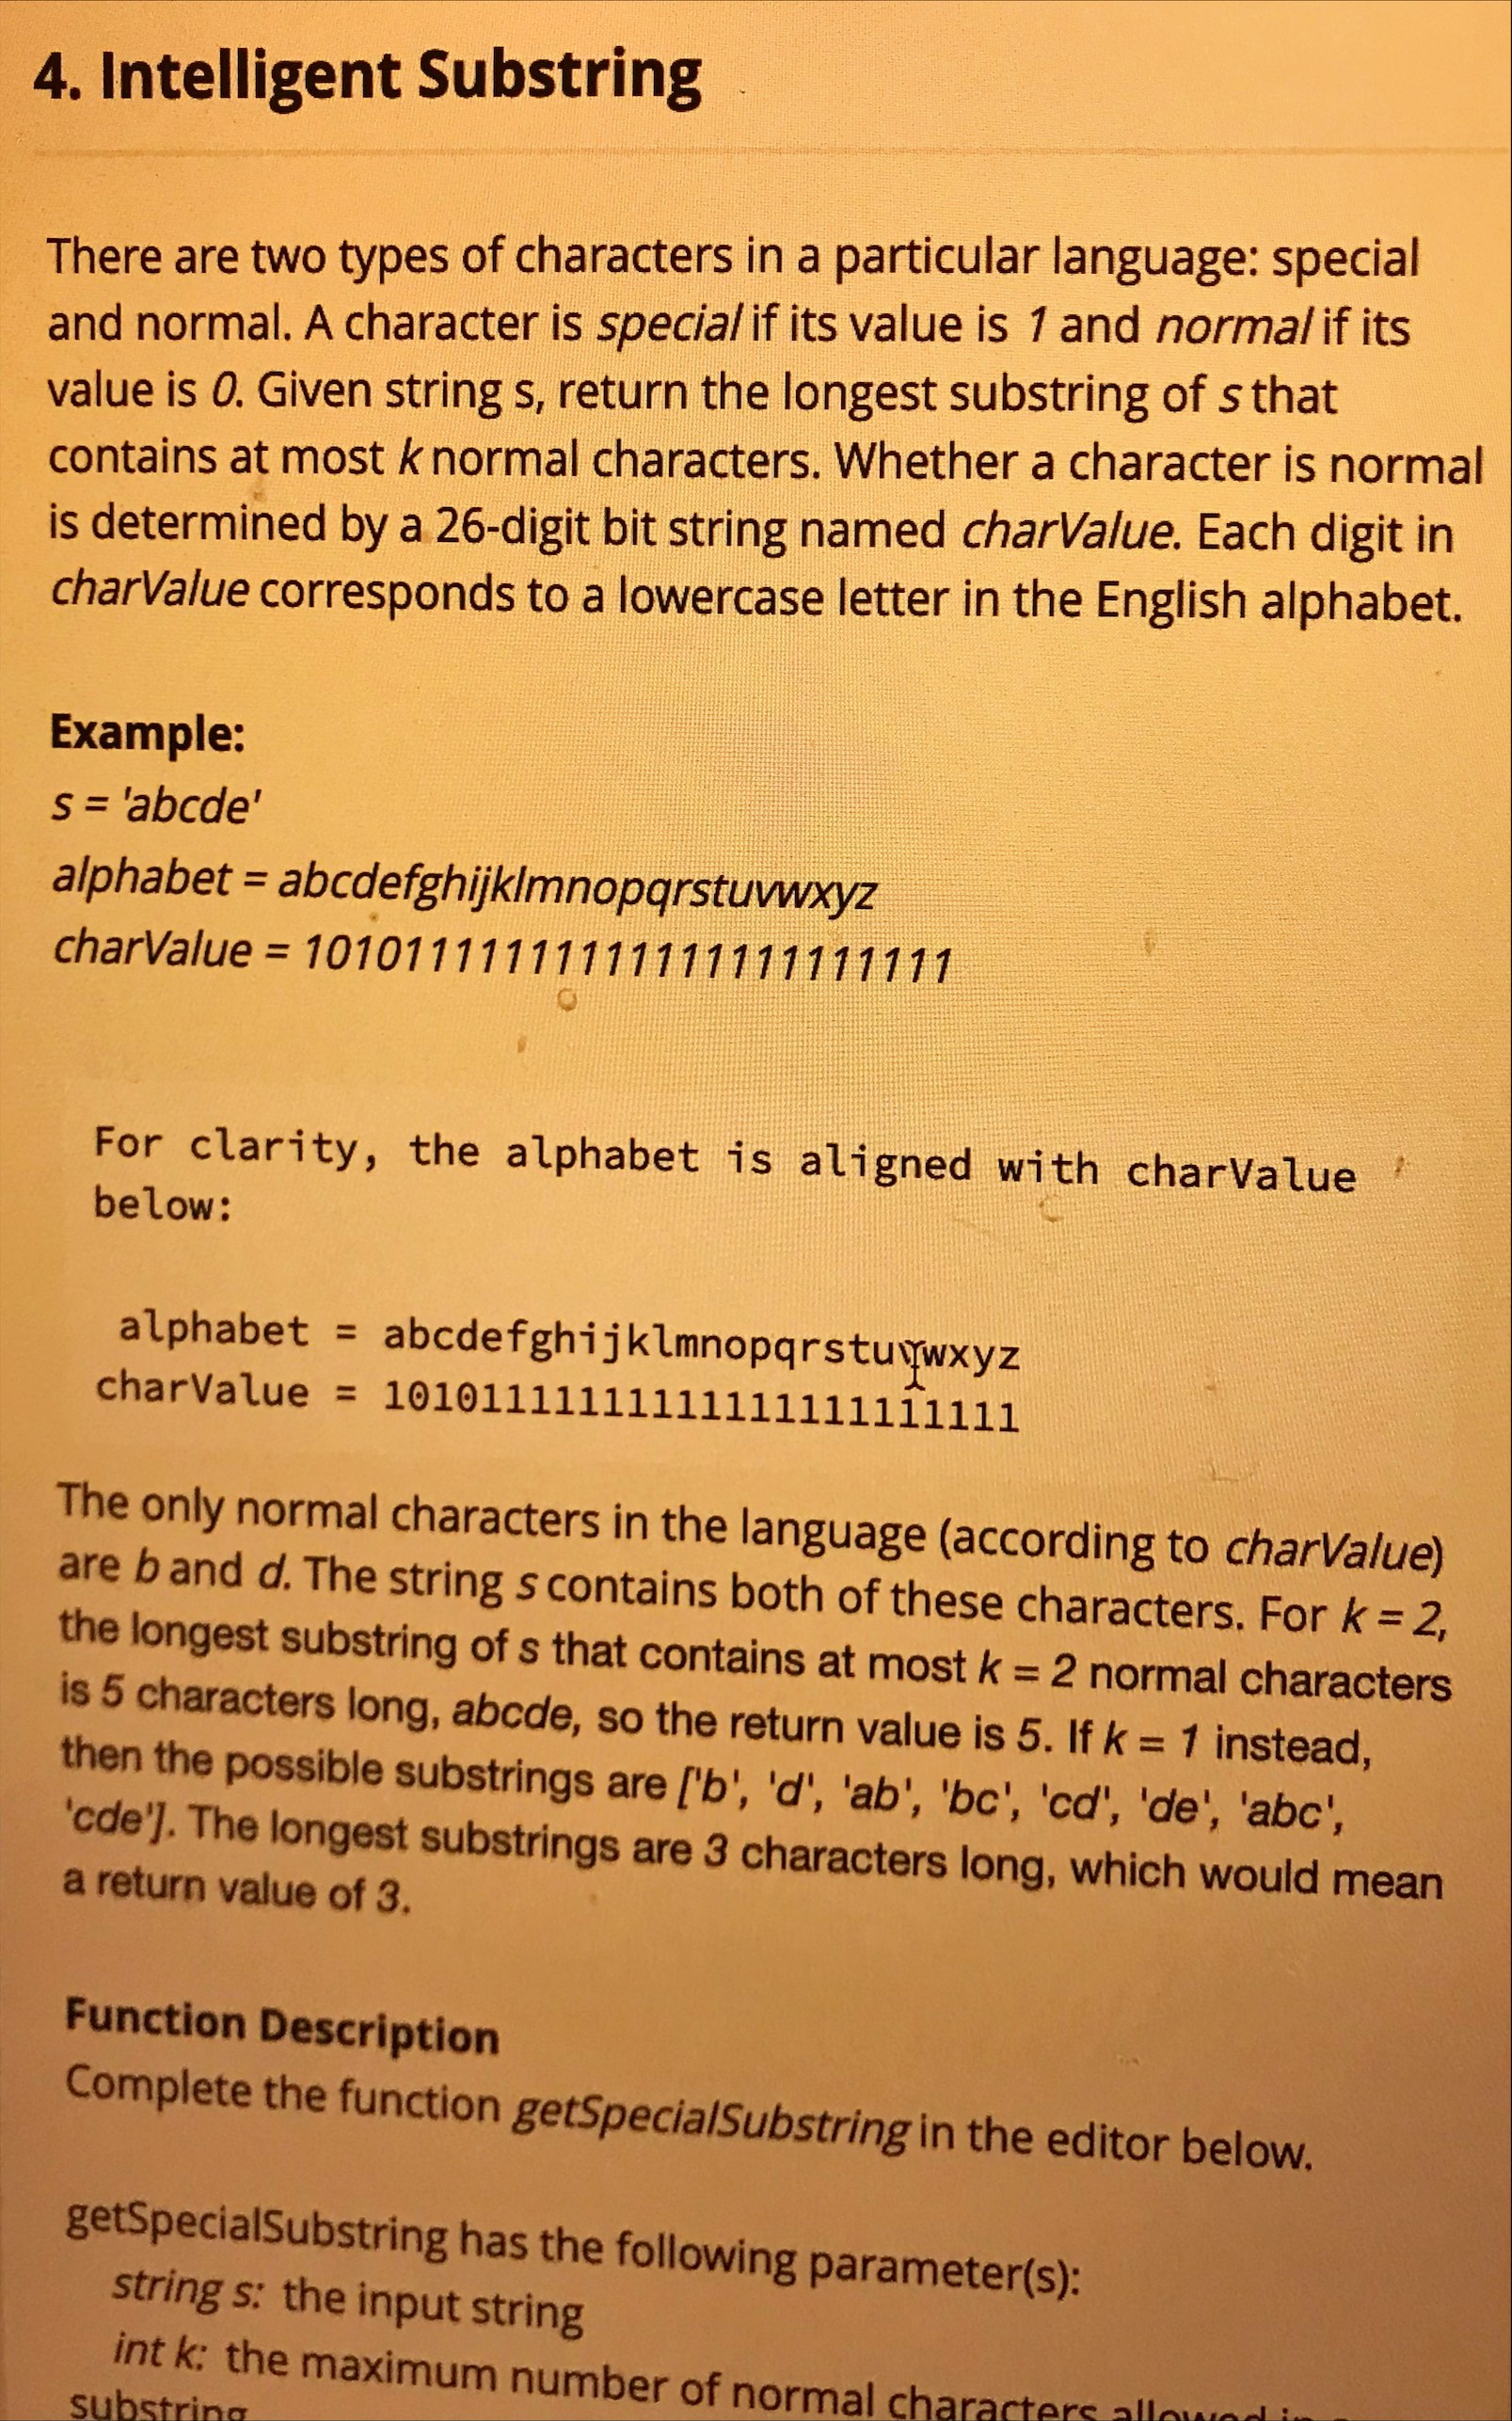 4. Intelligent Substring
There are two types of characters in a particular language: special
and normal. A character is special if its value is 1 and normal if its
value is 0. Given string s, return the longest substring of s that
contains at most k normal characters. Whether a character is normal
is determined by a 26-digit bit string named charValue. Each digit in
charValue corresponds to a lowercase letter in the English alphabet.
Example:
s = 'abcde'
alphabet = abcdefghijklmnopqrstuvwxyz
charValue = 10101111111111111111111111
For clarity, the alphabet is aligned with charValue
below:
alphabet = abcdefghijklmnopqrstuvwxyz
charValue = 10101111111111111111111111
The only normal characters in the language (according to charValue)
are b and d. The string s contains both of these characters. For k = 2,
the longest substring of s that contains at most k = 2 normal characters
is 5 characters long, abcde, so the return value is 5. If k = 1 instead,
then the possible substrings are ['b', 'd', 'ab', 'bc', 'cd', 'de', 'abc',
'cde']. The longest substrings are 3 characters long, which would mean
a return value of 3.
Function Description
Complete the function getSpecialSubstring in the editor below.
getSpecialSubstring has the following parameter(s):
string s: the input string
int k: the maximum number of normal characters allowed in
substring